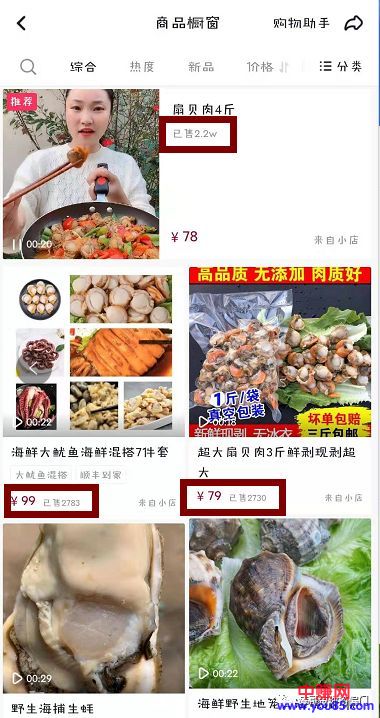 商品橱窗
购物助手
综合
热度
新品
价格
分类
推荐
00:20
扇贝肉4斤
已售2.2w
¥78
来自小店
00:22
海鲜大鱿鱼海鲜混搭7件套
大鱿鱼混搭
顺丰到家
¥99 已售2783
来自小店
高品质 无添加 肉质好
1斤/袋
真空包装
00:18
坏单包赔
新鲜现剥 无冰衣
三斤包邮
超大扇贝肉3斤鲜剥现剥超
大
¥79 已售2730
来自小店
00:29
野生海捕生蚝
00:22
海鲜野生地
中赚网
www.you85.com